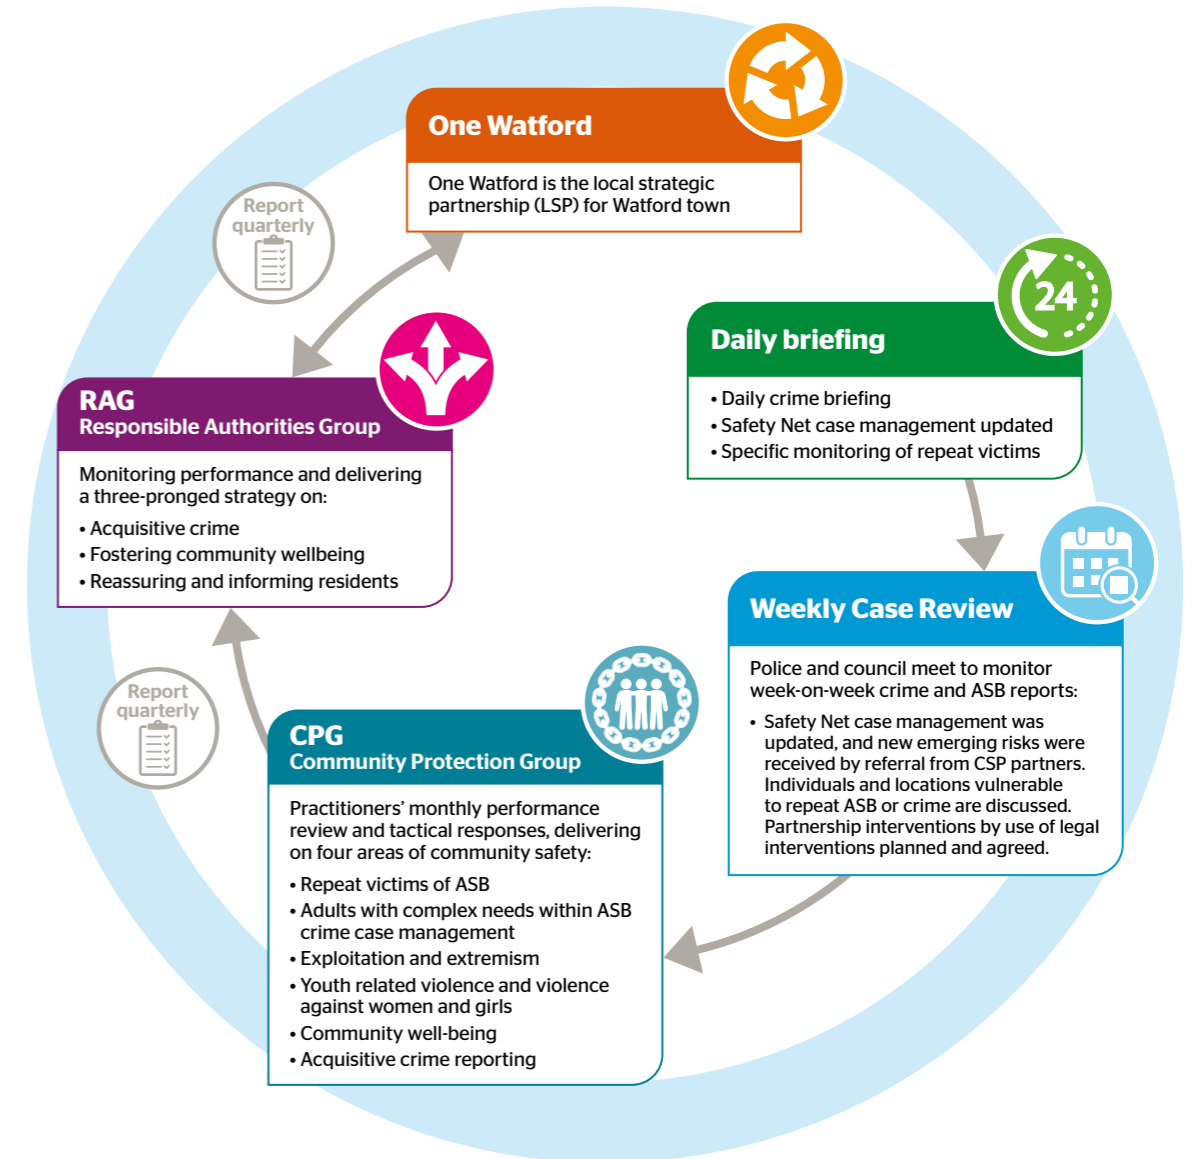 One Watford
One Watford is the local strategic
partnership (LSP) for Watford town
Report
quarterly
24
Daily briefing
• Daily crime briefing
• Safety Net case management updated
• Specific monitoring of repeat victims
RAG
Responsible Authorities Group
Monitoring performance and delivering
a three-pronged strategy on:
• Acquisitive crime
• Fostering community wellbeing
• Reassuring and informing residents
Weekly Case Review
Police and council meet to monitor
week-on-week crime and ASB reports:
• Safety Net case management was
updated, and new emerging risks were
received by referral from CSP partners.
Individuals and locations vulnerable
to repeat ASB or crime are discussed.
Partnership interventions by use of legal
interventions planned and agreed.
Report
quarterly
CPG
Community Protection Group
Practitioners' monthly performance
review and tactical responses, delivering
on four areas of community safety:
• Repeat victims of ASB
• Adults with complex needs within ASB
crime case management
• Exploitation and extremism
• Youth related violence and violence
against women and girls
• Community well-being
• Acquisitive crime reporting